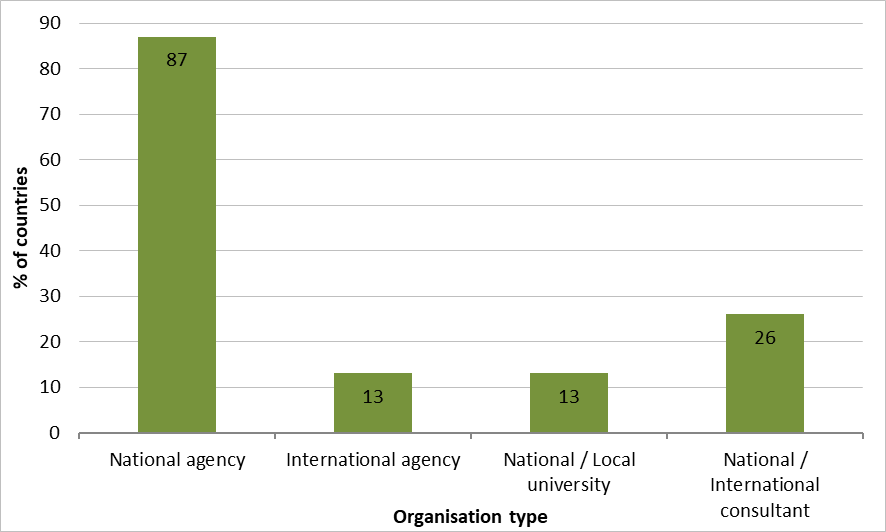 90
80
70
60
50
40
30
20
10
0
% of countries
87
13
13
26
National agency
International agency
National / Local
university
National /
International
consultant
Organisation type